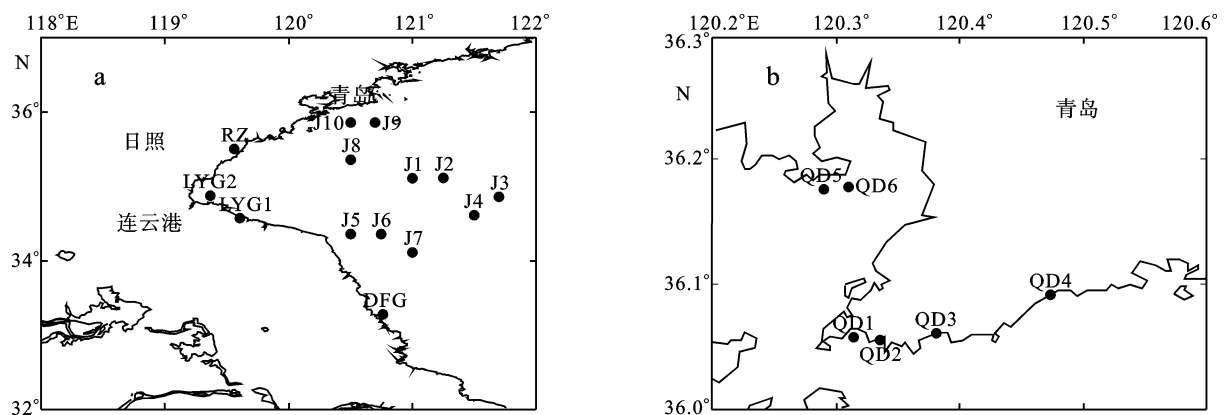 118°E 119° 120° 121° 122°
N
a
36°
34°
32°
青岛
日照
连云港
RZ
LYG2
LYG1
J10
J9
J8
J1
J2
J3
J4
J5
J6
J7
DFG
120.2°E 120.3° 120.4° 120.5° 120.6°
36.3°
N
b
36.2°
36.1°
36.0°
青岛
QD5
QD6
QD4
QD1
QD3
QD2